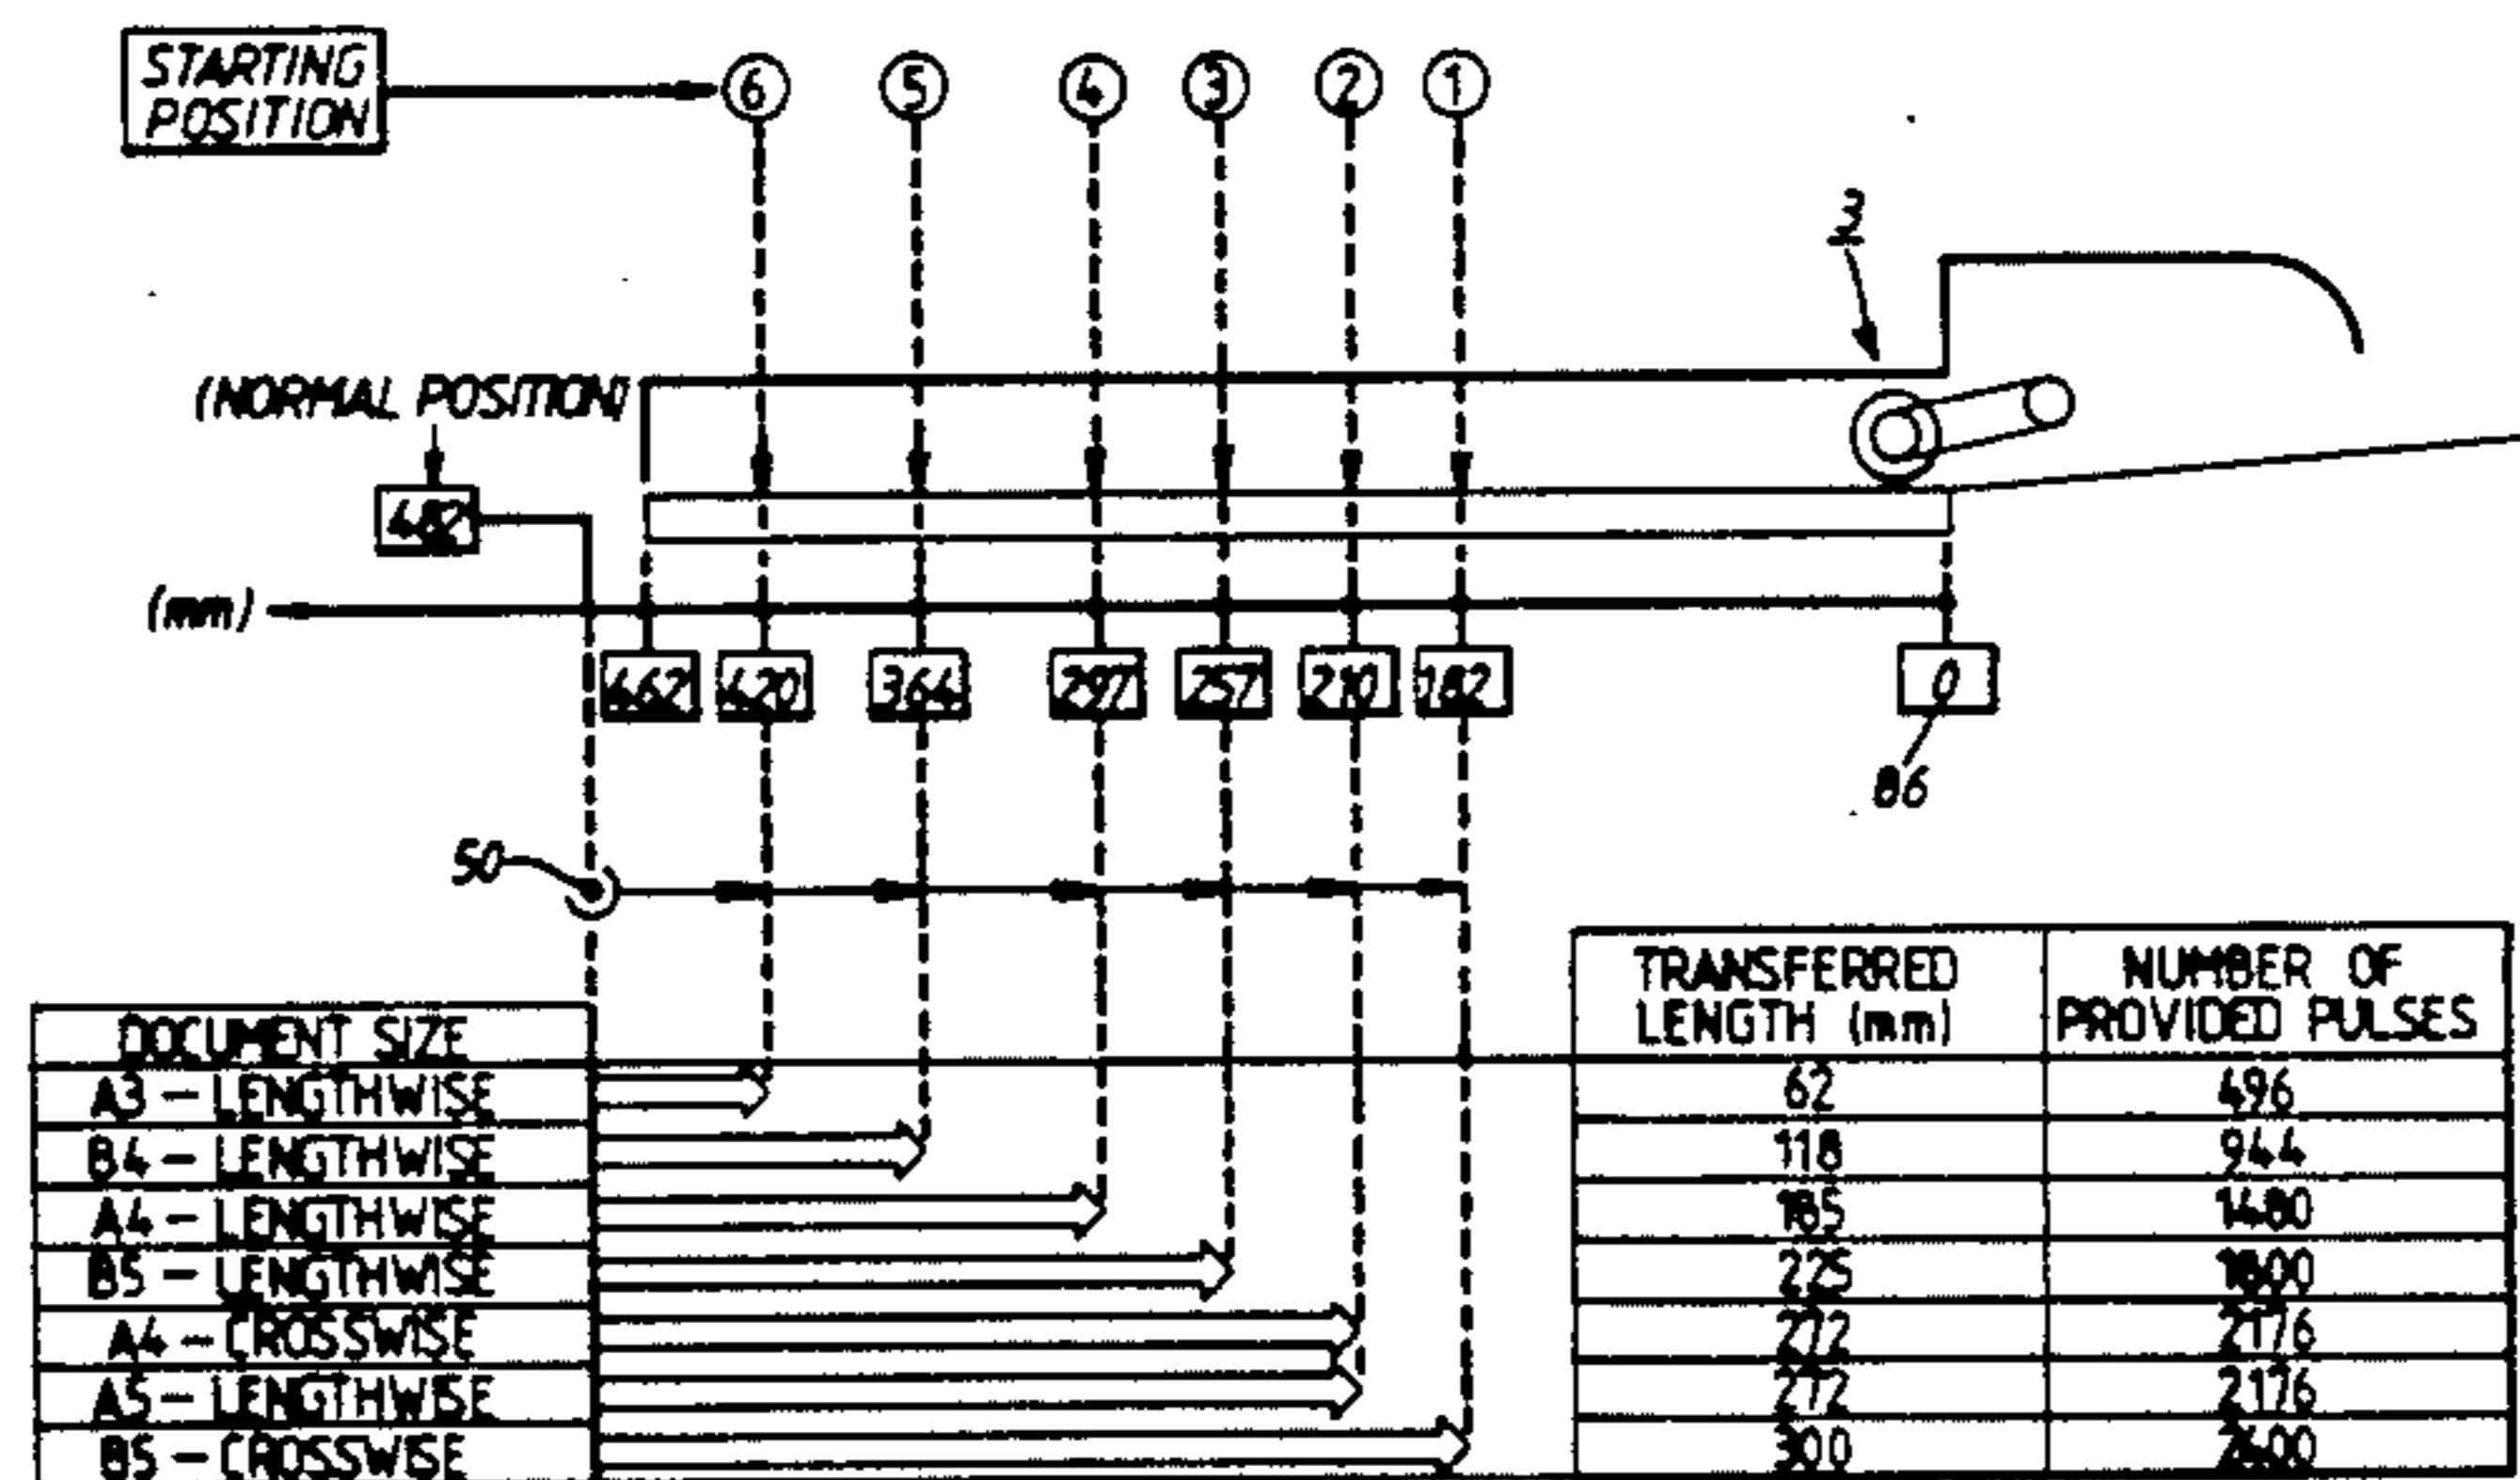 STARTING
POSITION
6 5 4 3 2 1
3
(NORMAL POSITION)
482
(mm)
462 420 364 297 257 210 182 0
86
50
TRANSFERRED
LENGTH (mm)
NUMBER OF
PROVIDED PULSES
DOCUMENT SIZE
A3 - LENGTHWISE 62 496
B4 - LENGTHWISE 118 944
A4 - LENGTHWISE 185 1480
B5 - LENGTHWISE 225 1800
A4 - CROSSWISE 272 2176
A5 - LENGTHWISE 272 2176
B5 - CROSSWISE 300 2400